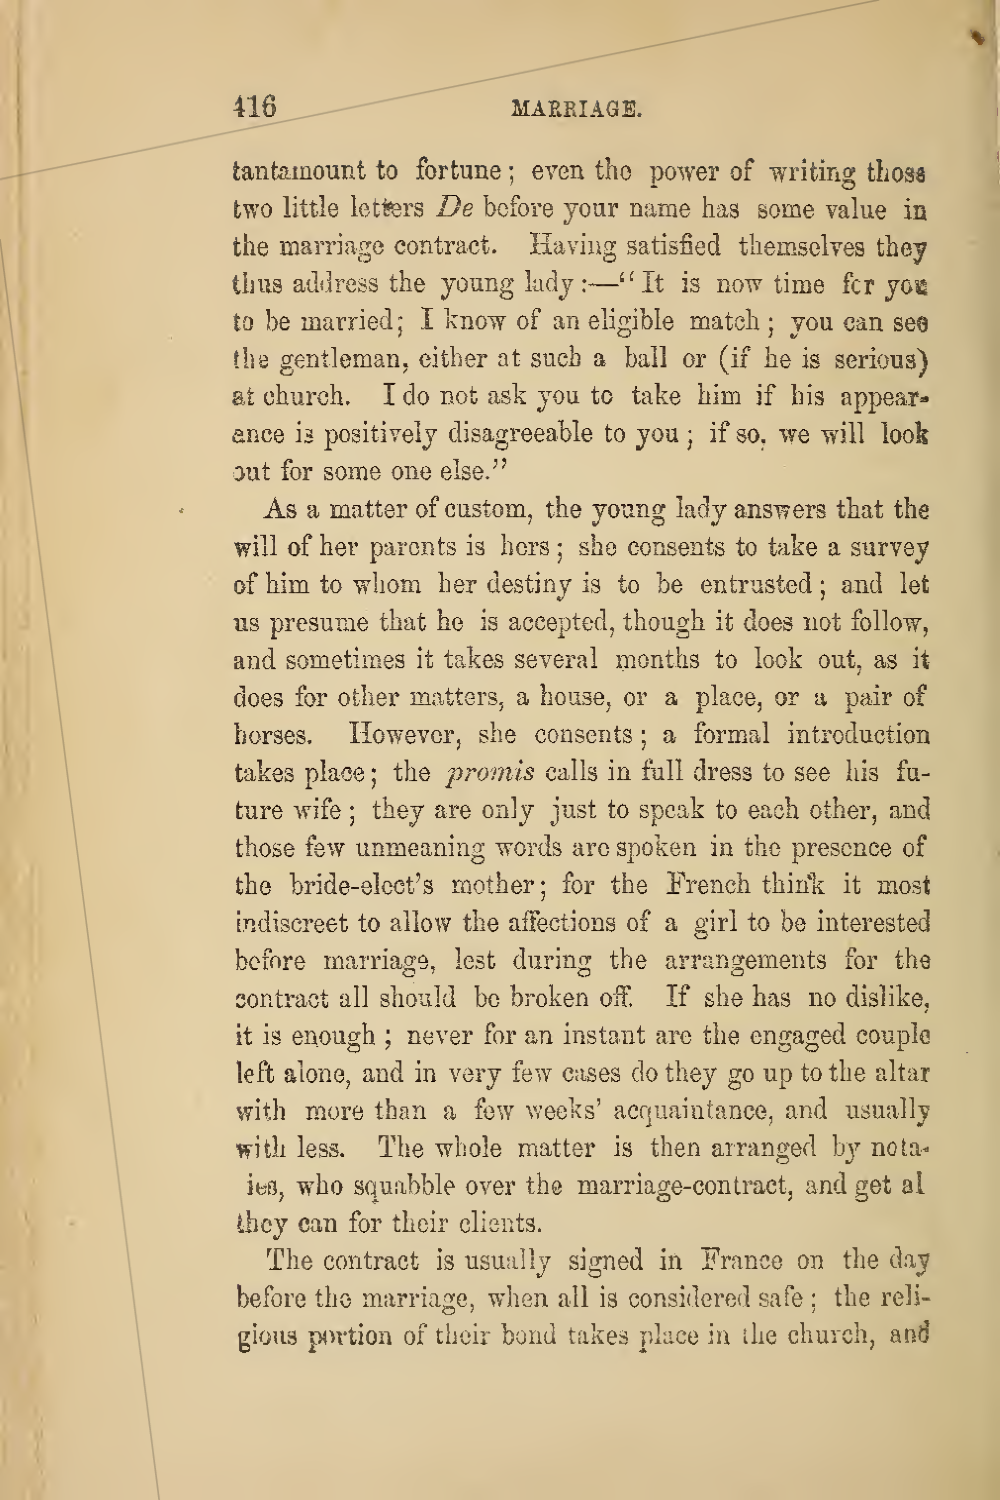 416 MARRIAGE.
tantamount to fortune; even the power of writing those
two little letters De before your name has some value in
the marriage contract. Having satisfied themselves they
thus address the young lady:—“It is now time for you
to be married; I know of an eligible match; you can see
the gentleman, either at such a ball or (if he is serious)
at church. I do not ask you to take him if his appear-
ance is positively disagreeable to you; if so, we will look
out for some one else.”
As a matter of custom, the young lady answers that the
will of her parents is hers; she consents to take a survey
of him to whom her destiny is to be entrusted; and let
us presume that he is accepted, though it does not follow,
and sometimes it takes several months to look out, as it
does for other matters, a house, or a place, or a pair of
horses. However, she consents; a formal introduction
takes place; the promis calls in full dress to see his fu-
ture wife; they are only just to speak to each other, and
those few unmeaning words are spoken in the presence of
the bride-elect’s mother; for the French think it most
indiscreet to allow the affections of a girl to be interested
before marriage, lest during the arrangements for the
contract all should be broken off. If she has no dislike,
it is enough; never for an instant are the engaged couple
left alone, and in very few cases do they go up to the altar
with more than a few weeks’ acquaintance, and usually
with less. The whole matter is then arranged by nota-
ies, who squabble over the marriage-contract, and get al
they can for their clients.
The contract is usually signed in France on the day
before the marriage, when all is considered safe; the reli-
gious portion of their bond takes place in the church, and